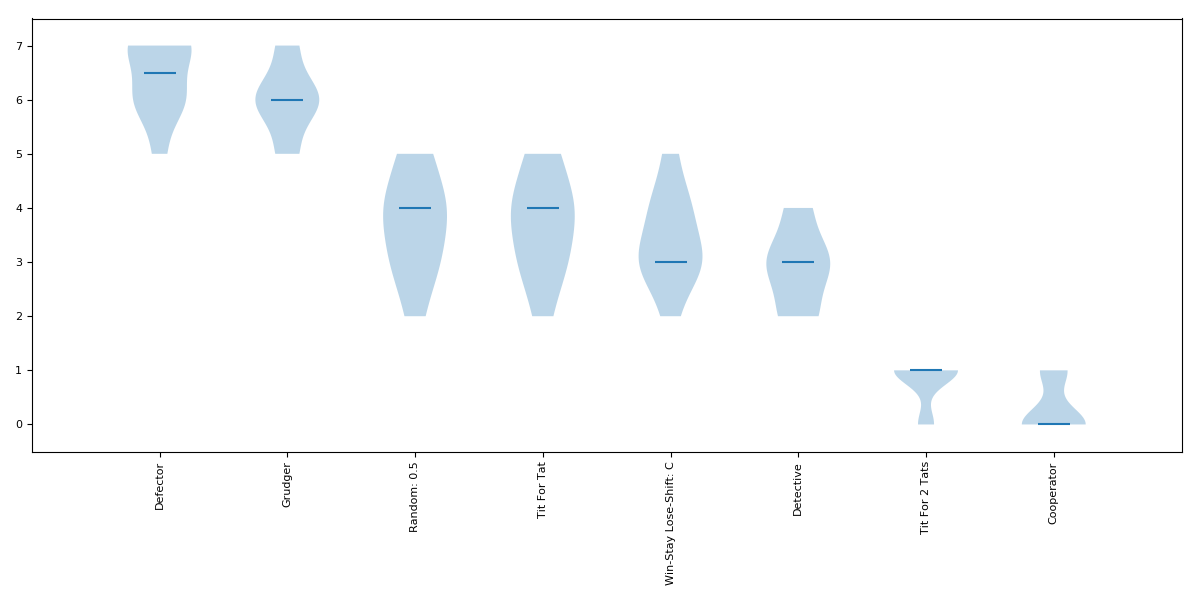 7
6
5
4
3
2
1
0
Defector
Grudger
Random: 0.5
Tit For Tat
Win-Stay Lose-Shift: C
Detective
Tit For 2 Tats
Cooperator